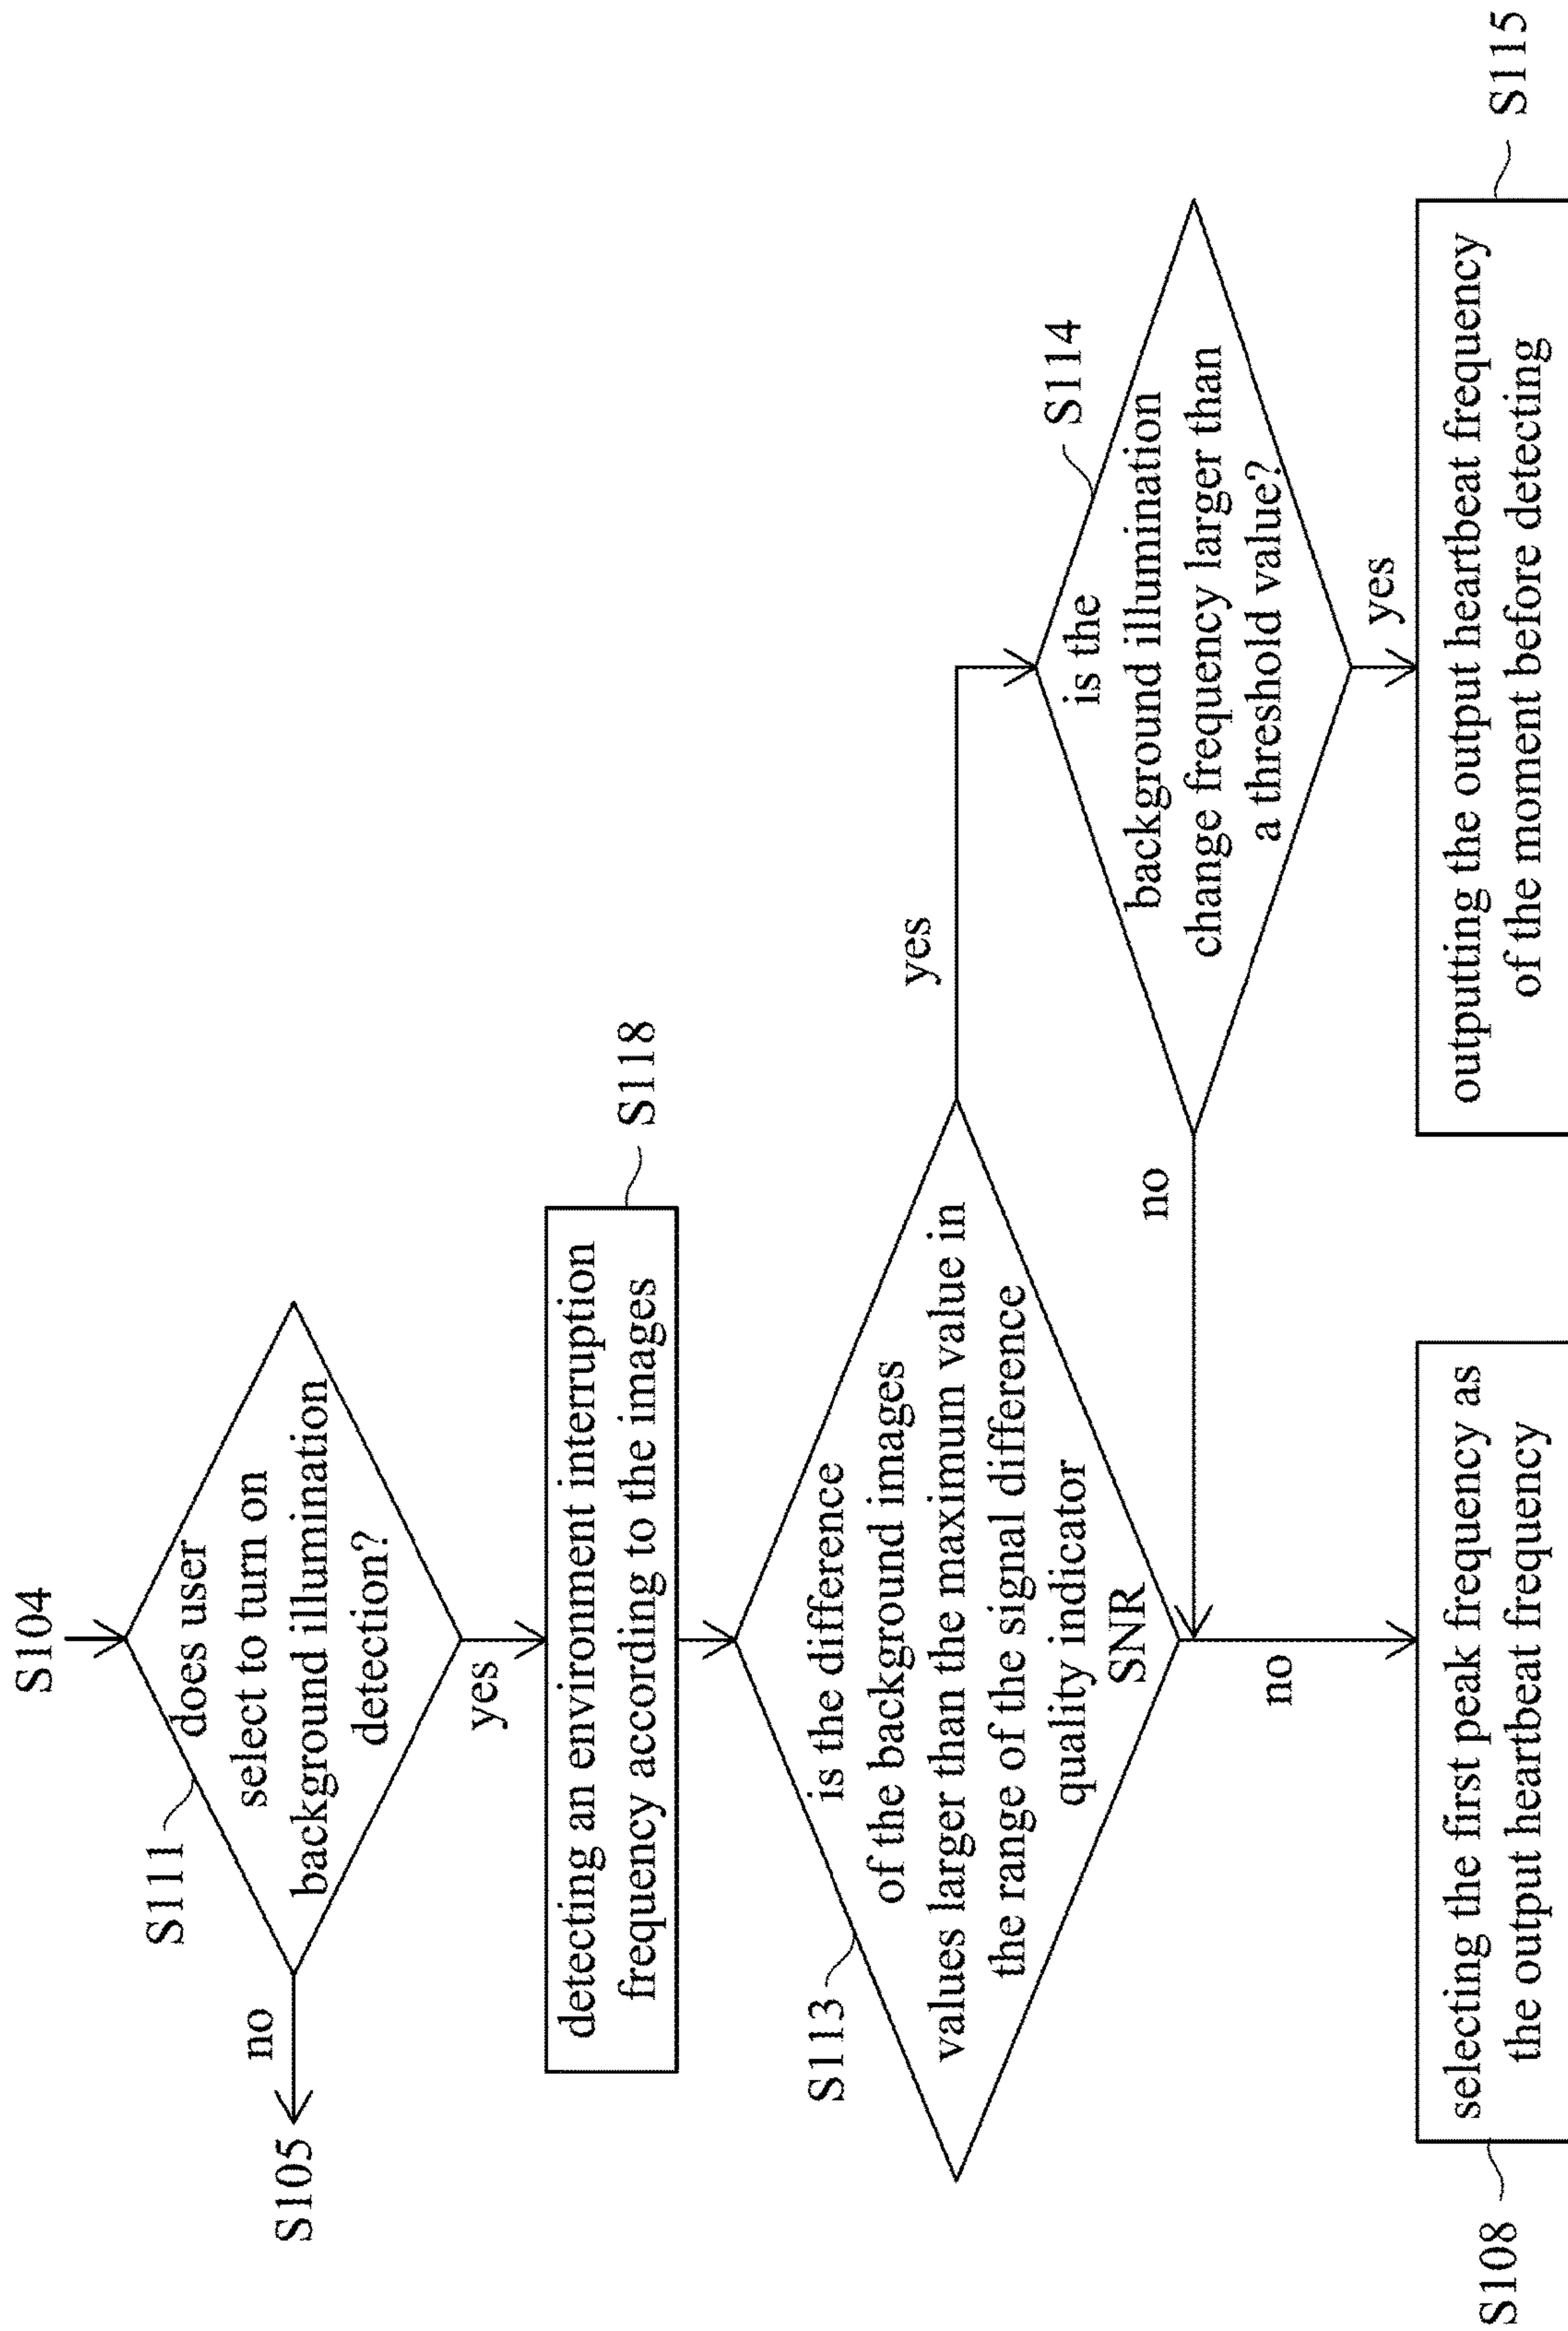 S104
S111
does user
select to turn on
background illumination
detection?
no
S105
yes
detecting an environment interruption
frequency according to the images
S118
S113
is the difference
of the background images
values larger than the maximum value in
the range of the signal difference
quality indicator
SNR
yes
S114
is the
background illumination
change frequency larger than
a threshold value?
no
no
yes
S108
selecting the first peak frequency as
the output heartbeat frequency
outputting the output heartbeat frequency
of the moment before detecting
S115